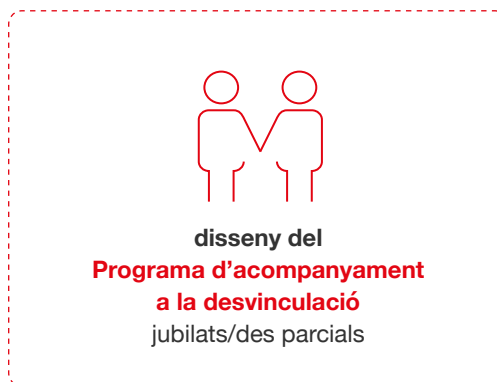 disseny del
Programa d’acompanyament
a la desvinculació
jubilats/des parcials